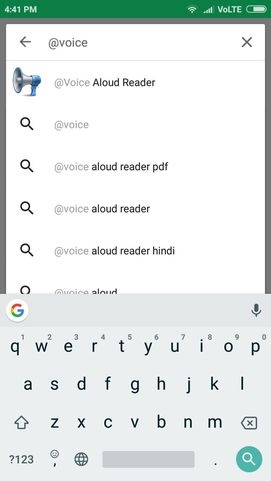 4:41 PM VoLTE
@voice
@Voice Aloud Reader
@voice
@voice aloud reader pdf
@voice aloud reader
@voice aloud reader hindi
@voice aloud
G
1 2 3 4 5 6 7 8 9 0
q w e r t y u i o p
a s d f g h j k l
z x c v b n m
?123 , .